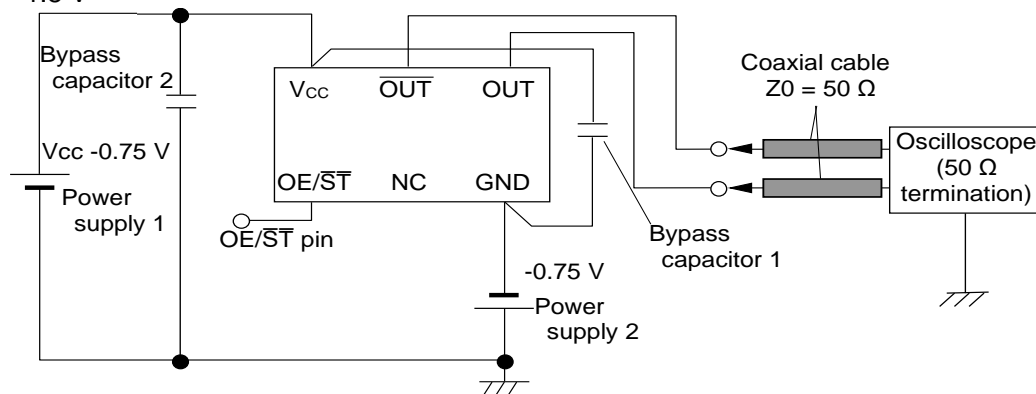 Bypass
capacitor 2
Vcc -0.75 V
Power
supply 1
VCC
OUT
OUT
OE/ST
NC
GND
OE/ST pin
-0.75 V
Power
supply 2
Bypass
capacitor 1
Coaxial cable
Z0 = 50 Ω
Oscilloscope
(50 Ω
termination)